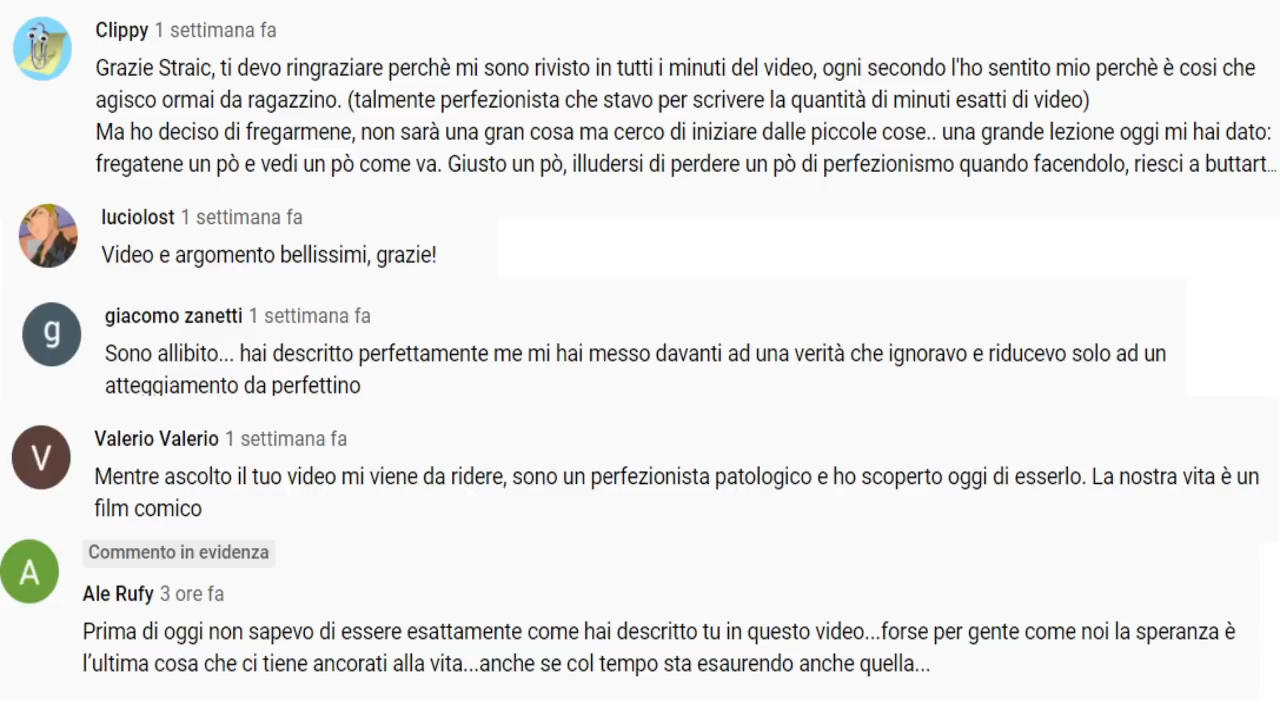 Clippy 1 settimana fa
Grazie Straic, ti devo ringraziare perchè mi sono rivisto in tutti i minuti del video, ogni secondo l'ho sentito mio perchè è cosi che
agisco ormai da ragazzino. (talmente perfezionista che stavo per scrivere la quantità di minuti esatti di video)
Ma ho deciso di fregarmene, non sarà una gran cosa ma cerco di iniziare dalle piccole cose.. una grande lezione oggi mi hai dato:
fregatene un pò e vedi un pò come va. Giusto un pò, illudersi di perdere un pò di perfezionismo quando facendolo, riesci a buttart...
luciolost 1 settimana fa
Video e argomento bellissimi, grazie!
g
giacomo zanetti 1 settimana fa
Sono allibito... hai descritto perfettamente me mi hai messo davanti ad una verità che ignoravo e riducevo solo ad un
atteggiamento da perfettino
V
Valerio Valerio 1 settimana fa
Mentre ascolto il tuo video mi viene da ridere, sono un perfezionista patologico e ho scoperto oggi di esserlo. La nostra vita è un
film comico
A
Commento in evidenza
Ale Rufy 3 ore fa
Prima di oggi non sapevo di essere esattamente come hai descritto tu in questo video...forse per gente come noi la speranza è
l'ultima cosa che ci tiene ancorati alla vita...anche se col tempo sta esaurendo anche quella...